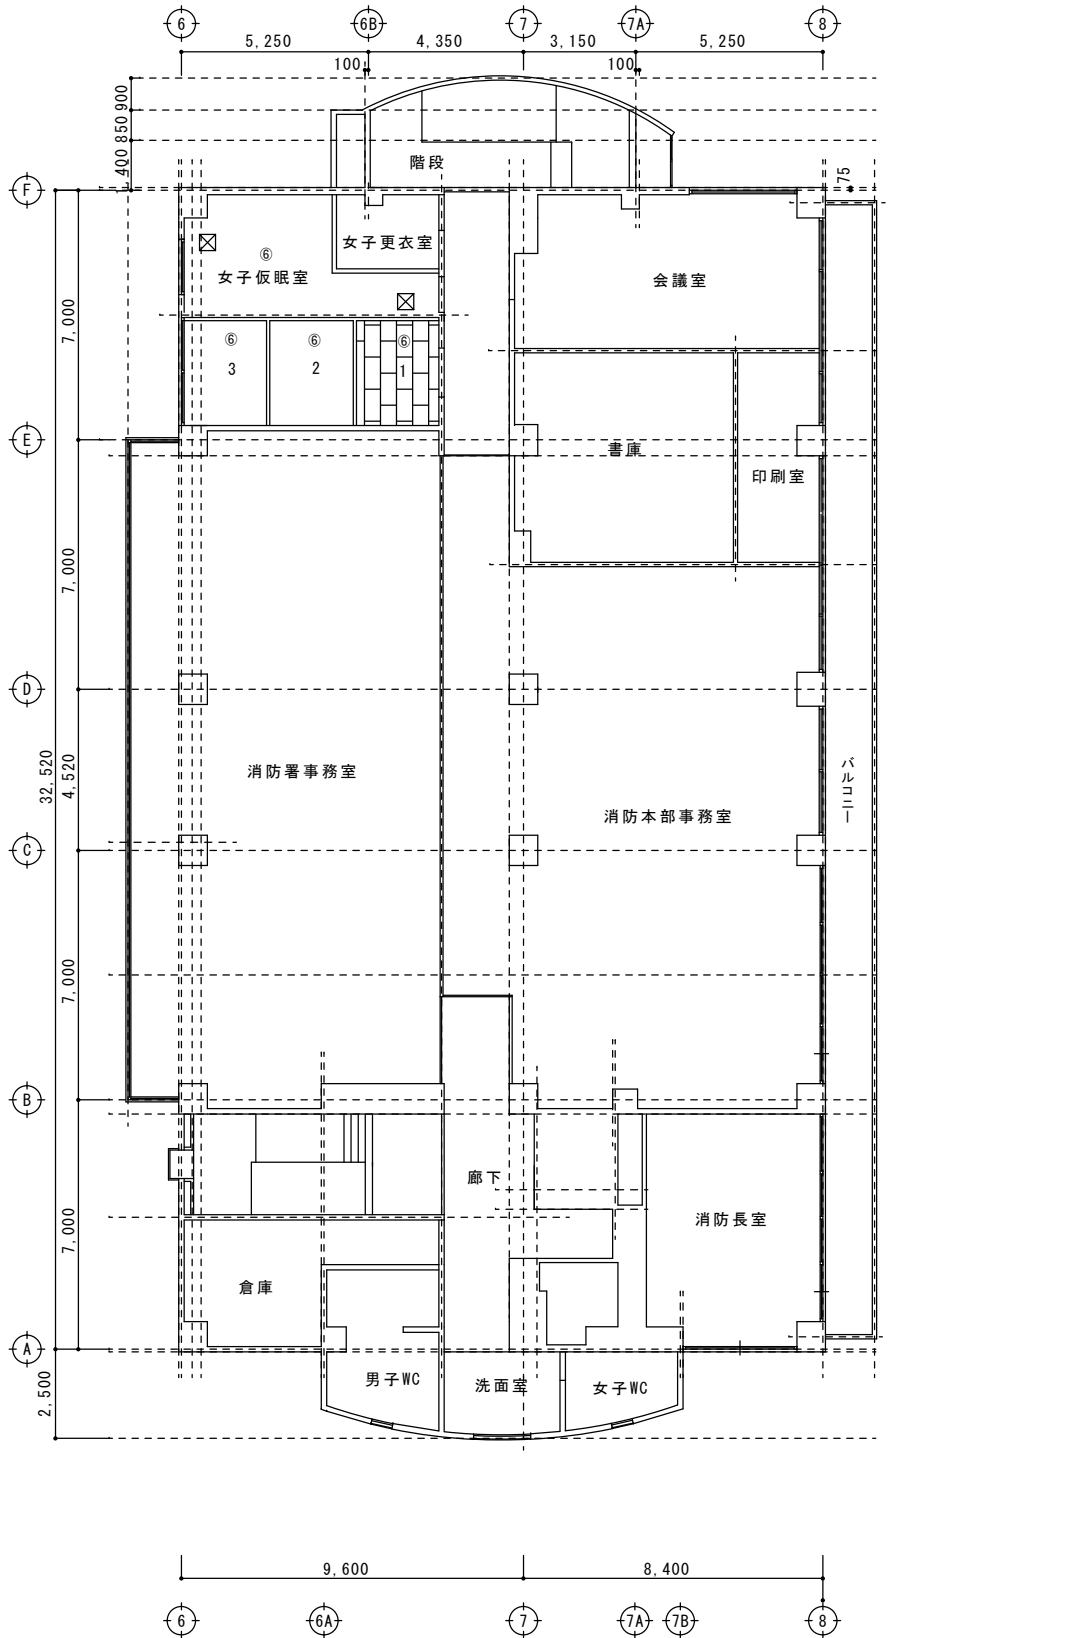 6 6B 7 7A 8
5,250 4,350 3,150 5,250
100 100
900
850
400
階段
75
F
女子更衣室
⑥
女子仮眠室
会議室
7,000
⑥ ⑥ ⑥
3 2 1
E
書庫
印刷室
7,000
D
32,520
4,520
消防署事務室
バルコニー
消防本部事務室
C
7,000
B
廊下
消防長室
7,000
倉庫
A
2,500
男子WC 洗面室 女子WC
9,600 8,400
6 6A 7 7A 7B 8